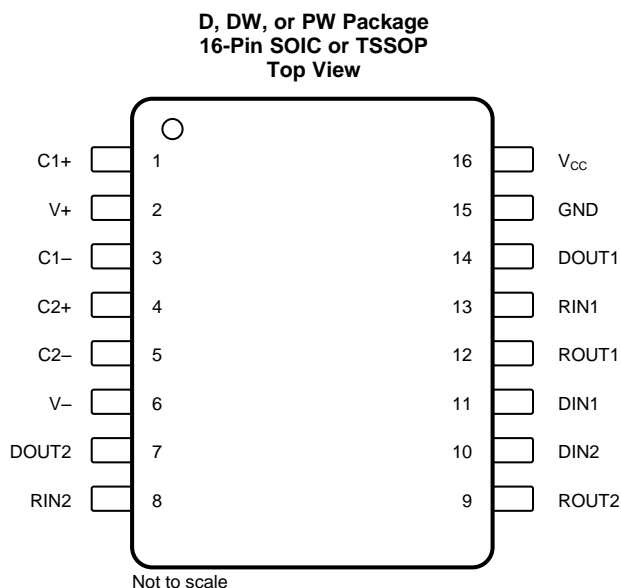 D, DW, or PW Package
16-Pin SOIC or TSSOP
Top View
C1+ 1 16 V_CC
V+ 2 15 GND
C1− 3 14 DOUT1
C2+ 4 13 RIN1
C2− 5 12 ROUT1
V− 6 11 DIN1
DOUT2 7 10 DIN2
RIN2 8 9 ROUT2
Not to scale